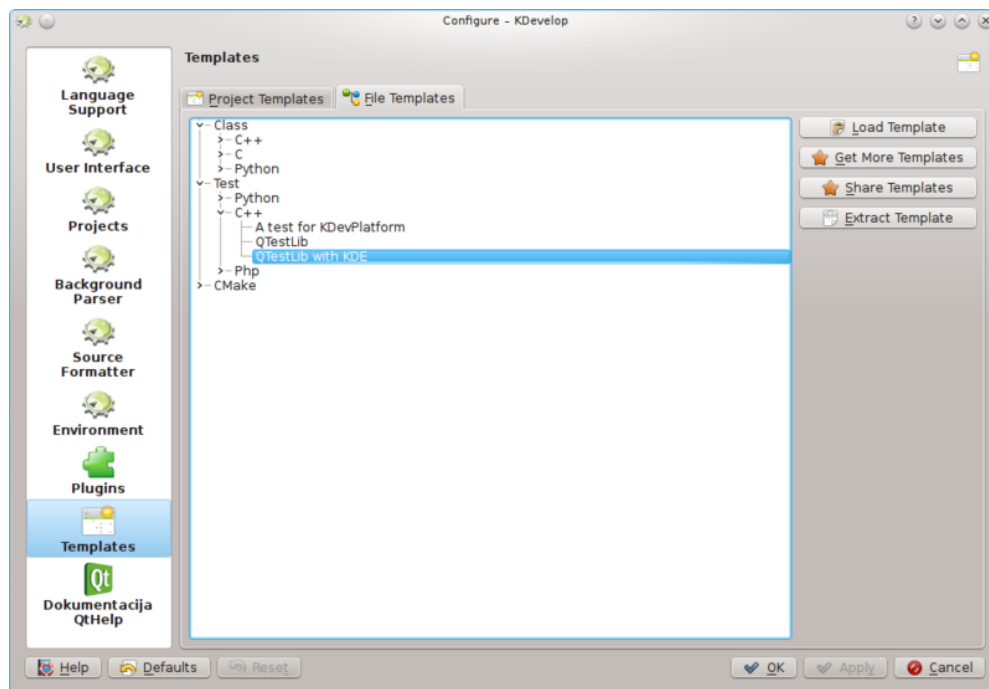 Configure – KDevelop
Language
Support
User Interface
Projects
Background
Parser
Source
Formatter
Environment
Plugins
Templates
Dokumentacija
QtHelp
Templates
Project Templates
File Templates
Class
C++
C
Python
Test
Python
C++
A test for KDevPlatform
QTestLib
QTestLib with KDE
Php
CMake
Load Template
Get More Templates
Share Templates
Extract Template
Help
Defaults
Reset
OK
Apply
Cancel